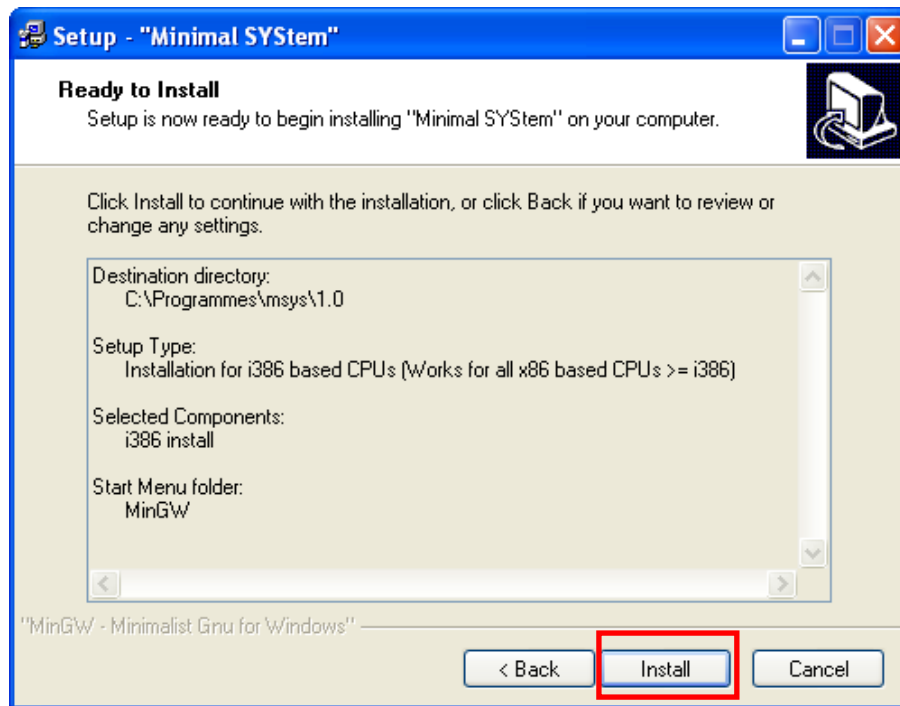 Setup - "Minimal SYStem"
Ready to Install
Setup is now ready to begin installing "Minimal SYStem" on your computer.
Click Install to continue with the installation, or click Back if you want to review or
change any settings.
Destination directory:
C:\Programmes\msys\1.0
Setup Type:
Installation for i386 based CPUs (Works for all x86 based CPUs >= i386)
Selected Components:
i386 install
Start Menu folder:
MinGW
"MinGW - Minimalist Gnu for Windows"
< Back Install Cancel